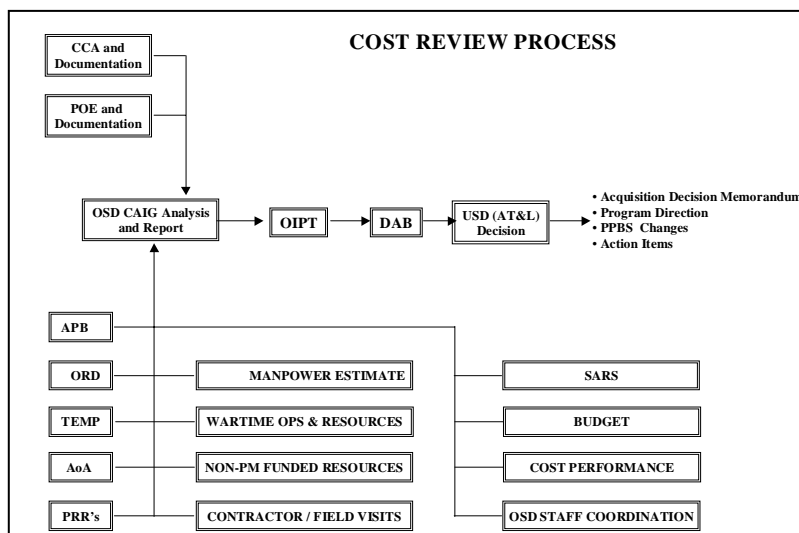 COST REVIEW PROCESS
CCA and
Documentation
POE and
Documentation
OSD CAIG Analysis
and Report
OIPT
DAB
USD (AT&L)
Decision
• Acquisition Decision Memorandum
• Program Direction
• PPBS Changes
• Action Items
APB
ORD
MANPOWER ESTIMATE
SARS
TEMP
WARTIME OPS & RESOURCES
BUDGET
AoA
NON-PM FUNDED RESOURCES
COST PERFORMANCE
PRR's
CONTRACTOR / FIELD VISITS
OSD STAFF COORDINATION